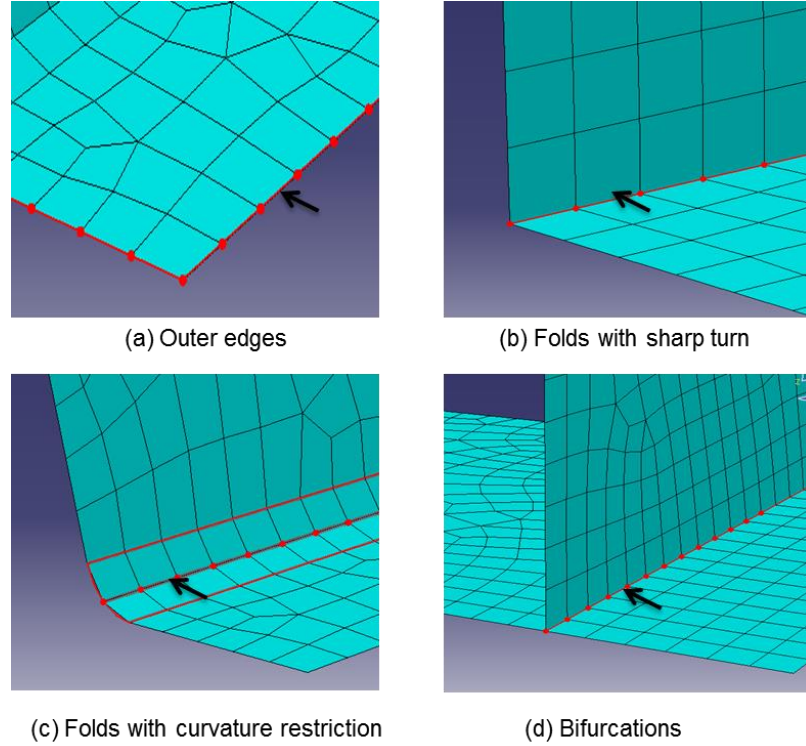 (a) Outer edges
(b) Folds with sharp turn
(c) Folds with curvature restriction
(d) Bifurcations